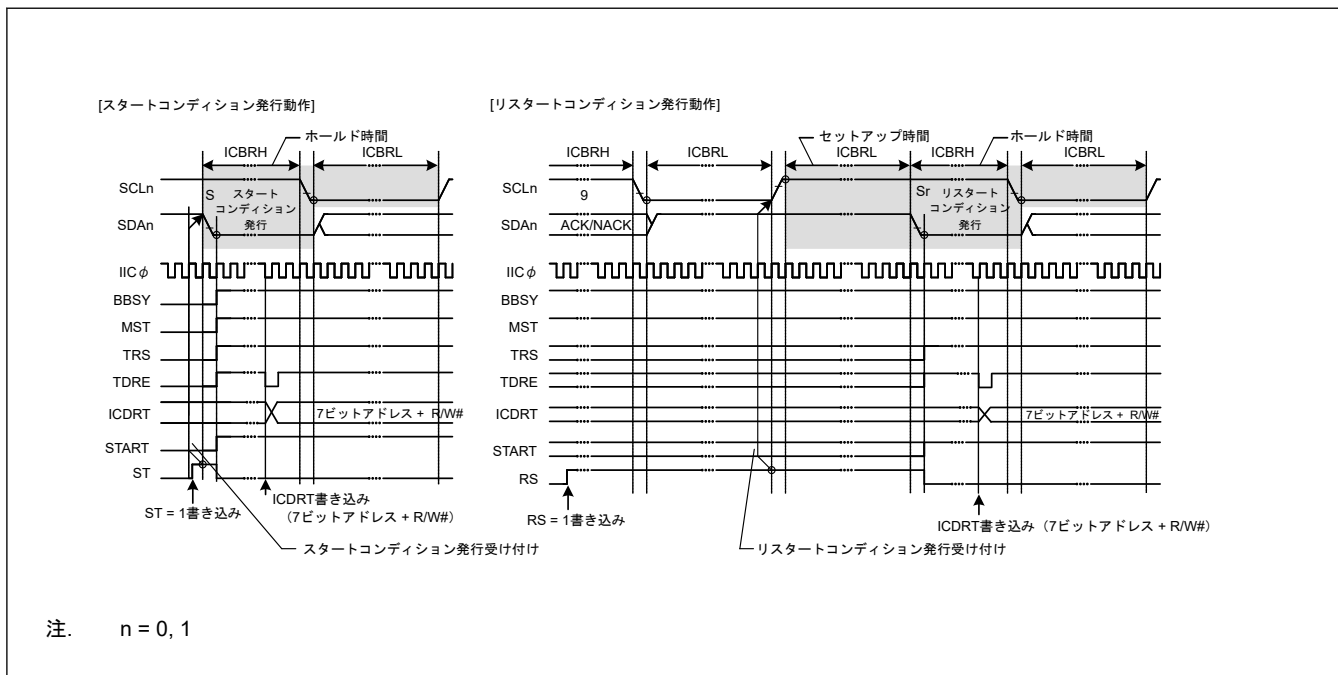 [スタートコンディション発行動作]
ホールド時間
ICBRH
ICBRL
SCLn
S
スタート
コンディション
発行
SDAn
IICφ
BBSY
MST
TRS
TDRE
ICDRT
7ビットアドレス + R/W#
START
ST
ST = 1書き込み
ICDRT書き込み
(7ビットアドレス + R/W#)
スタートコンディション発行受け付け
[リスタートコンディション発行動作]
セットアップ時間
ホールド時間
ICBRH
ICBRL
ICBRL
ICBRH
ICBRL
SCLn
9
Sr
リスタート
コンディション
発行
SDAn
ACK/NACK
IICφ
BBSY
MST
TRS
TDRE
ICDRT
7ビットアドレス + R/W#
START
RS
RS = 1書き込み
ICDRT書き込み(7ビットアドレス + R/W#)
リスタートコンディション発行受け付け
注. n = 0, 1